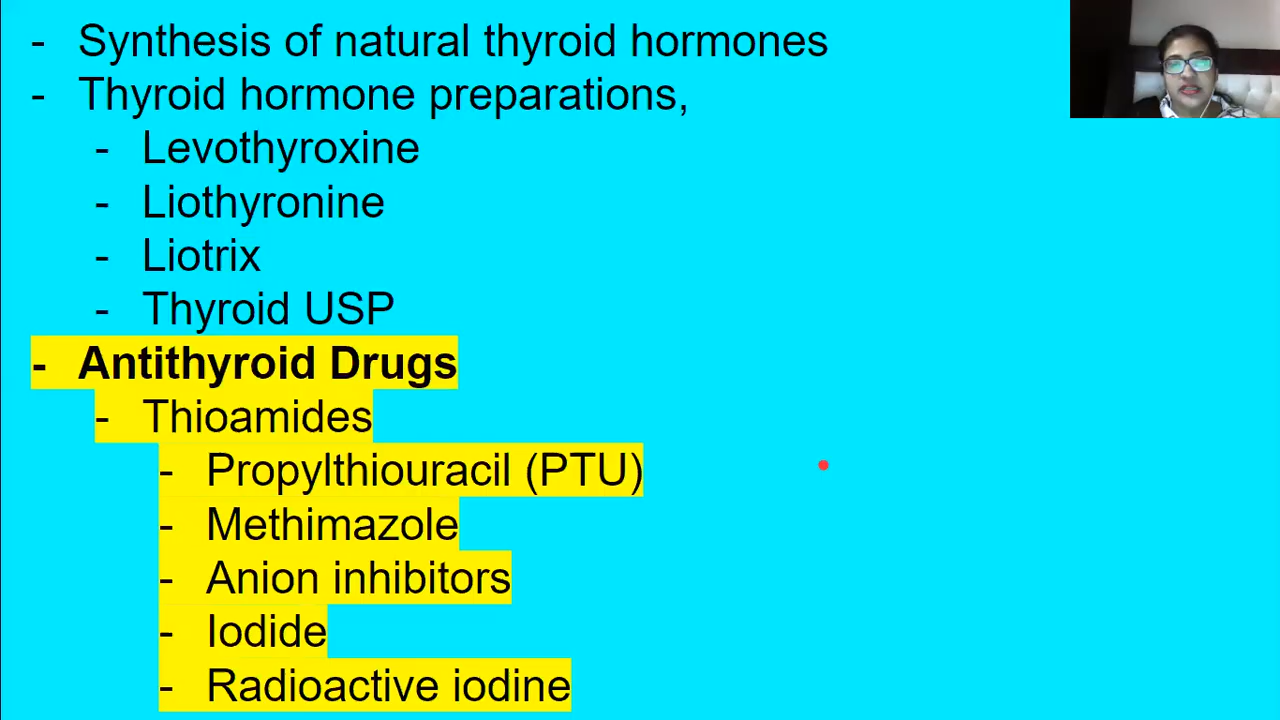 - Synthesis of natural thyroid hormones
- Thyroid hormone preparations,
- Levothyroxine
- Liothyronine
- Liotrix
- Thyroid USP
- Antithyroid Drugs
- Thioamides
- Propylthiouracil (PTU)
- Methimazole
- Anion inhibitors
- Iodide
- Radioactive iodine